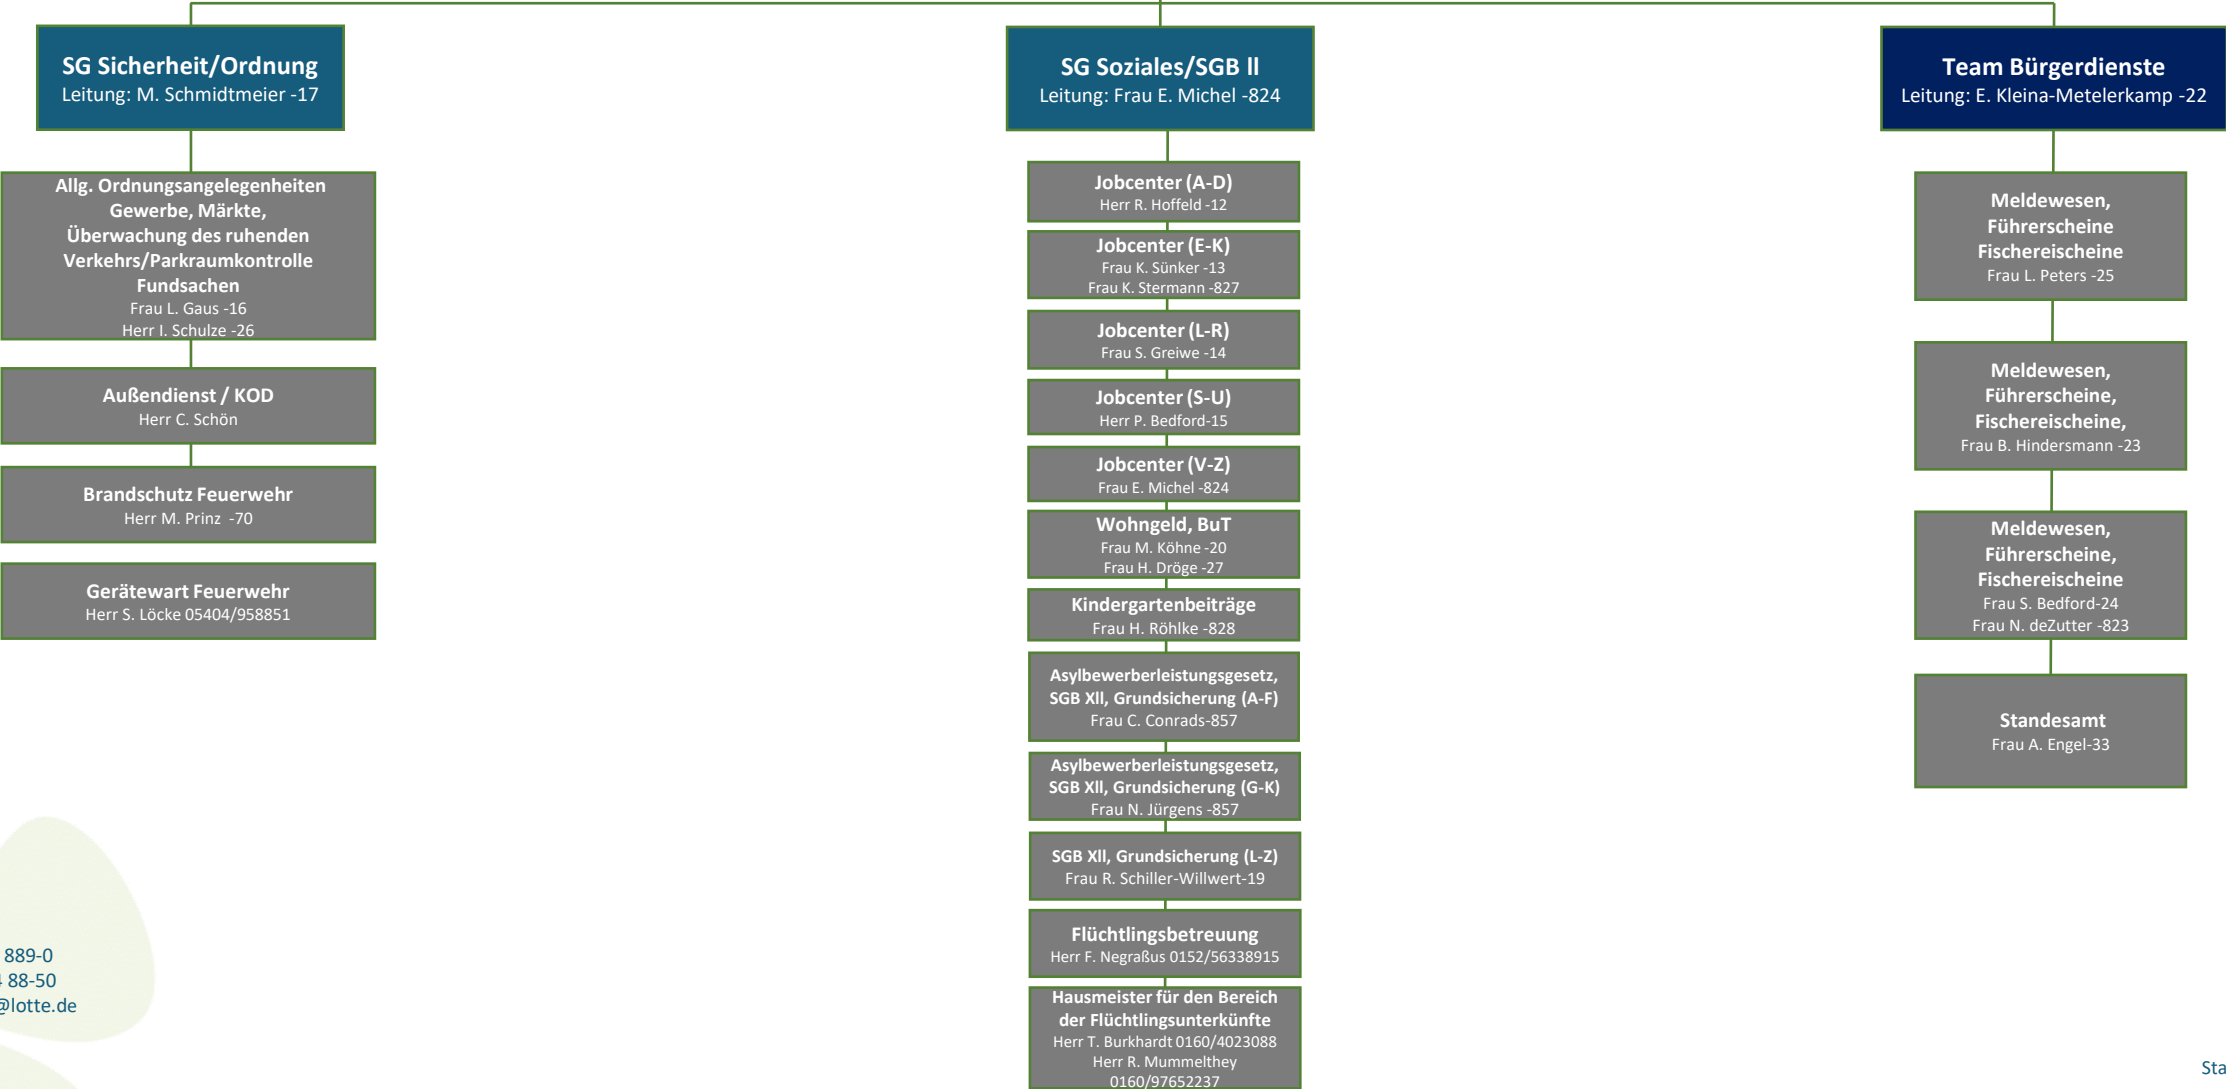 SG Sicherheit/Ordnung
Leitung: M. Schmidtmeier -17
Allg. Ordnungsangelegenheiten
Gewerbe, Märkte,
Überwachung des ruhenden
Verkehrs/Parkraumkontrolle
Fundsachen
Frau L. Gaus -16
Herr I. Schulze -26
Außendienst / KOD
Herr C. Schön
Brandschutz Feuerwehr
Herr M. Prinz -70
Gerätewart Feuerwehr
Herr S. Löcke 05404/958851
SG Soziales/SGB ll
Leitung: Frau E. Michel -824
Jobcenter (A-D)
Herr R. Hoffeld -12
Jobcenter (E-K)
Frau K. Sünker -13
Frau K. Stermann -827
Jobcenter (L-R)
Frau S. Greiwe -14
Jobcenter (S-U)
Herr P. Bedford-15
Jobcenter (V-Z)
Frau E. Michel -824
Wohngeld, BuT
Frau M. Köhne -20
Frau H. Dröge -27
Kindergartenbeiträge
Frau H. Röhlke -828
Asylbewerberleistungsgesetz,
SGB Xll, Grundsicherung (A-F)
Frau C. Conrads-857
Asylbewerberleistungsgesetz,
SGB Xll, Grundsicherung (G-K)
Frau N. Jürgens -857
SGB Xll, Grundsicherung (L-Z)
Frau R. Schiller-Willwert-19
Flüchtlingsbetreuung
Herr F. Negraßus 0152/56338915
Hausmeister für den Bereich
der Flüchtlingsunterkünfte
Herr T. Burkhardt 0160/4023088
Herr R. Mummelthey
0160/97652237
Team Bürgerdienste
Leitung: E. Kleina-Metelerkamp -22
Meldewesen,
Führerscheine
Fischereischeine
Frau L. Peters -25
Meldewesen,
Führerscheine,
Fischereischeine,
Frau B. Hindersmann -23
Meldewesen,
Führerscheine,
Fischereischeine
Frau S. Bedford-24
Frau N. deZutter -823
Standesamt
Frau A. Engel-33
889-0
88-50
@lotte.de
Sta